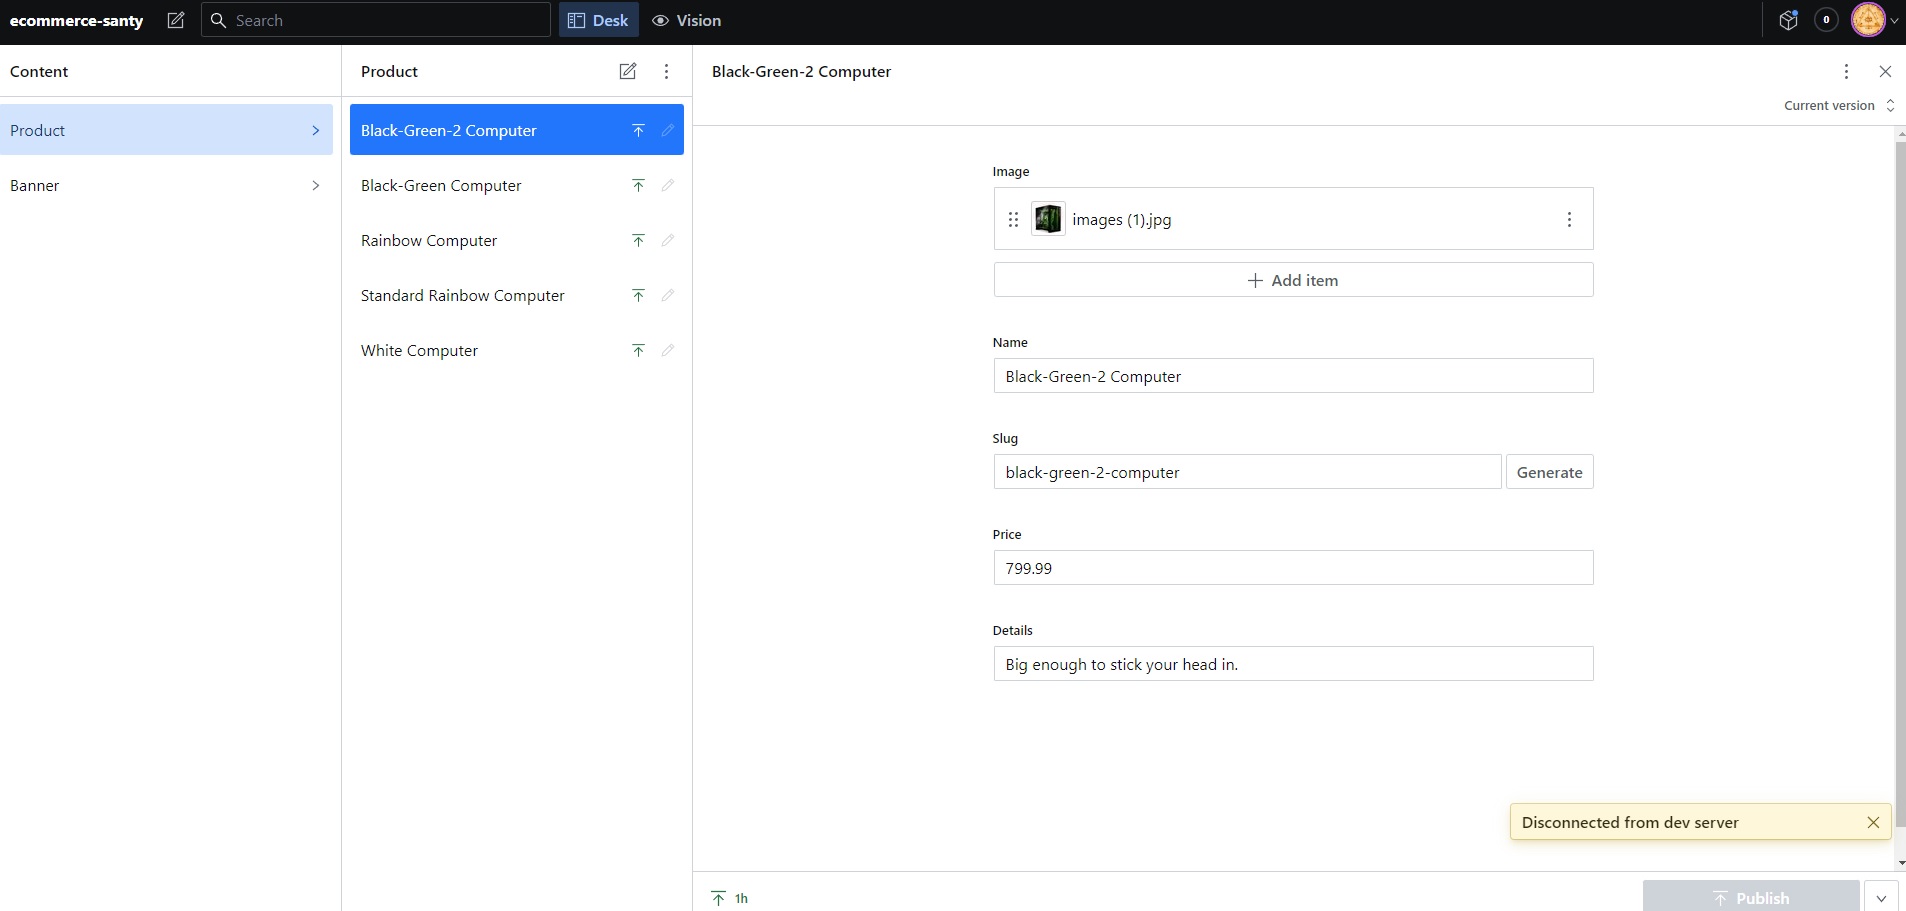 ecommerce-santy
Search
Desk
Vision
0
Content
Product
Banner
Product
Black-Green-2 Computer
Black-Green Computer
Rainbow Computer
Standard Rainbow Computer
White Computer
Black-Green-2 Computer
Current version
Image
images (1).jpg
Add item
Name
Black-Green-2 Computer
Slug
black-green-2-computer
Generate
Price
799.99
Details
Big enough to stick your head in.
Disconnected from dev server
1h
Publish